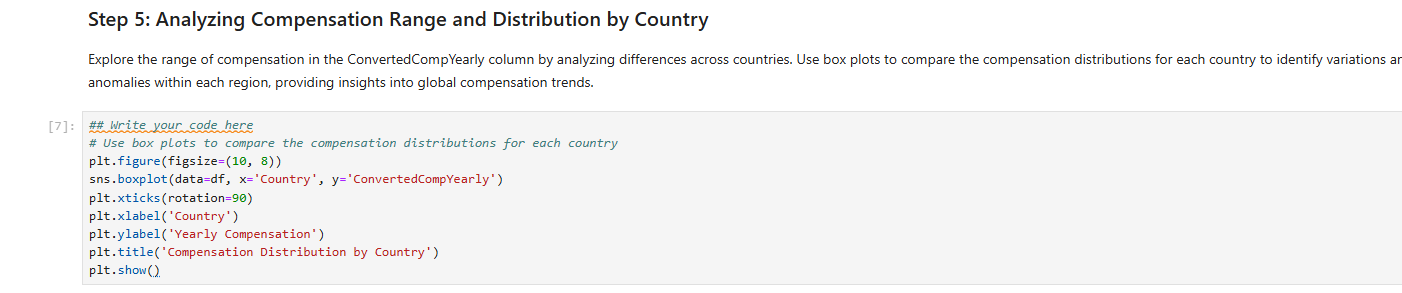 Step 5: Analyzing Compensation Range and Distribution by Country
Explore the range of compensation in the ConvertedCompYearly column by analyzing differences across countries. Use box plots to compare the compensation distributions for each country to identify variations
anomalies within each region, providing insights into global compensation trends.
[7]:
## Write your code here
# Use box plots to compare the compensation distributions for each country
plt.figure(figsize=(10, 8))
sns.boxplot(data=df, x='Country', y='ConvertedCompYearly')
plt.xticks(rotation=90)
plt.xlabel('Country')
plt.ylabel('Yearly Compensation')
plt.title('Compensation Distribution by Country')
plt.show()